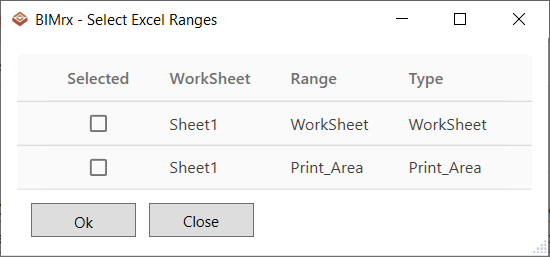 BIMrx - Select Excel Ranges
Selected WorkSheet Range Type
Sheet1 WorkSheet WorkSheet
Sheet1 Print_Area Print_Area
Ok Close